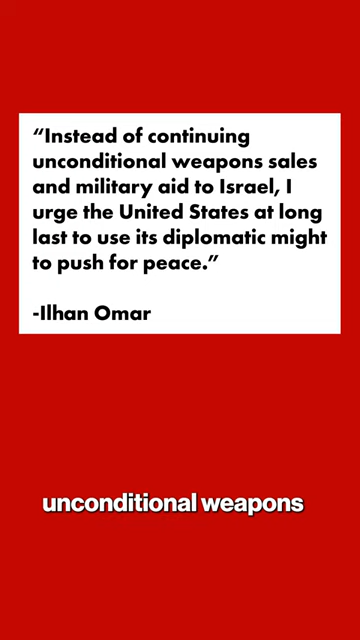 “Instead of continuing
unconditional weapons sales
and military aid to Israel, I
urge the United States at long
last to use its diplomatic might
to push for peace.”
-Ilhan Omar
unconditional weapons